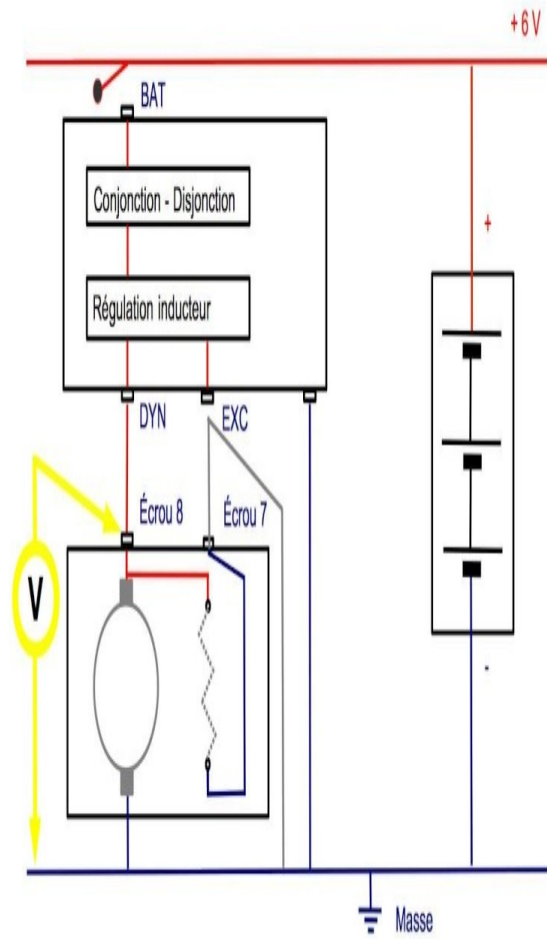 + 6 V
BAT
Conjonction - Disjonction
+
Régulation inducteur
DYN EXC
Écrou 8 Écrou 7
V
-
Masse